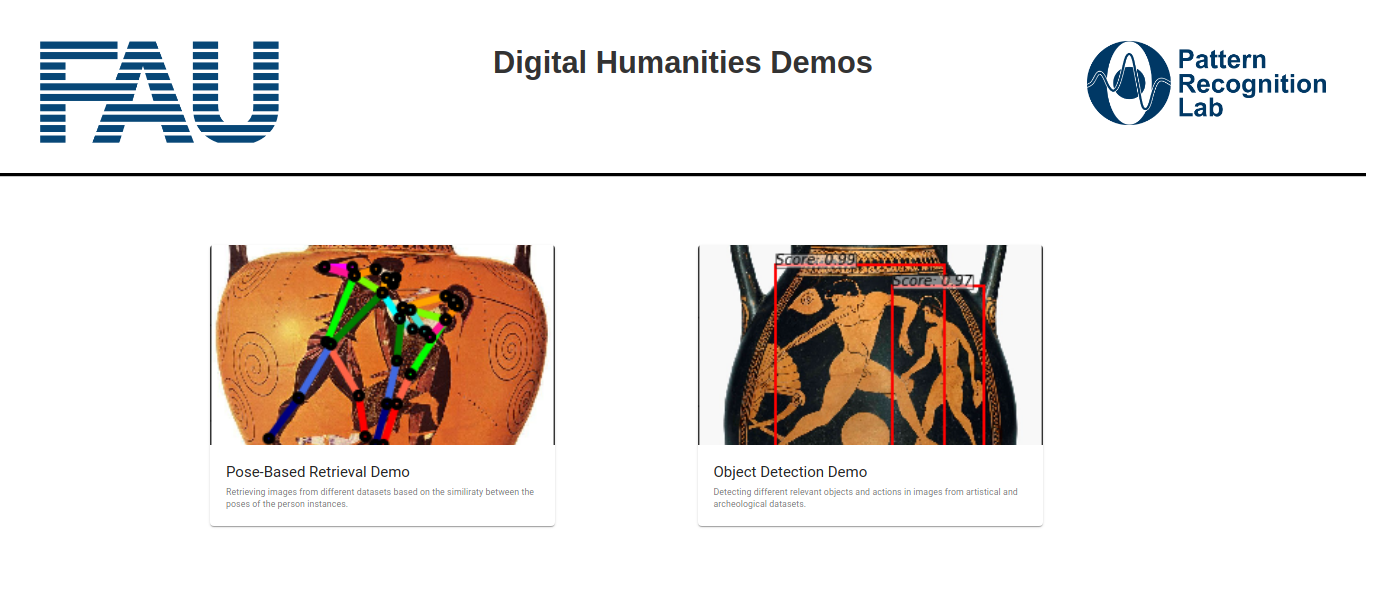 FAU
Digital Humanities Demos
Pattern
Recognition
Lab
Score: 0.99
Score: 0.97
Pose-Based Retrieval Demo
Retrieving images from different datasets based on the similiraty between the
poses of the person instances.
Object Detection Demo
Detecting different relevant objects and actions in images from artistical and
archeological datasets.